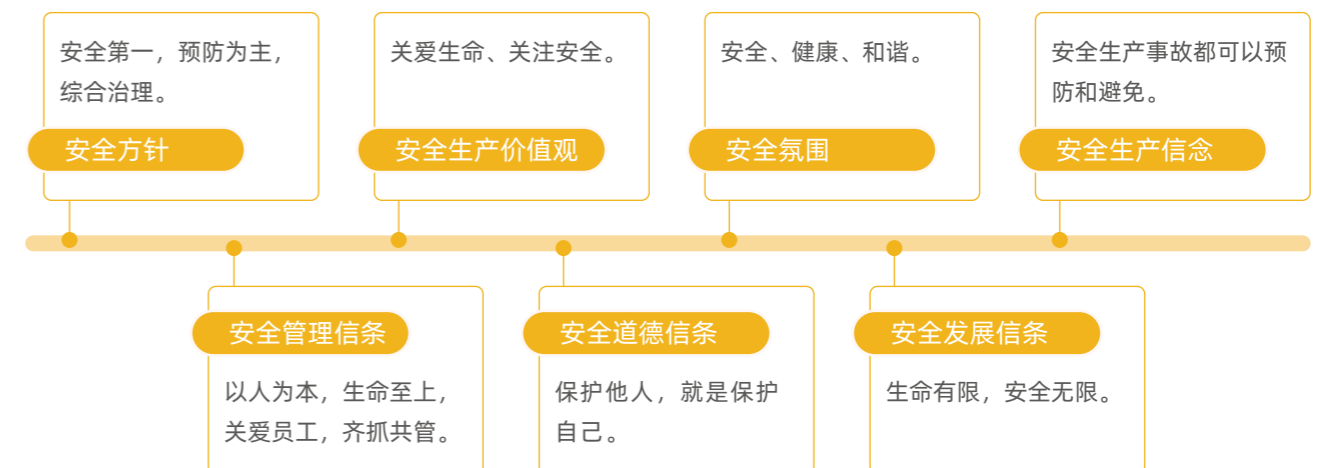 安全第一，预防为主，
综合治理。
安全方针
关爱生命、关注安全。
安全生产价值观
安全、健康、和谐。
安全氛围
安全生产事故都可以预
防和避免。
安全生产信念
安全管理信条
以人为本，生命至上，
关爱员工，齐抓共管。
安全道德信条
保护他人，就是保护
自己。
安全发展信条
生命有限，安全无限。